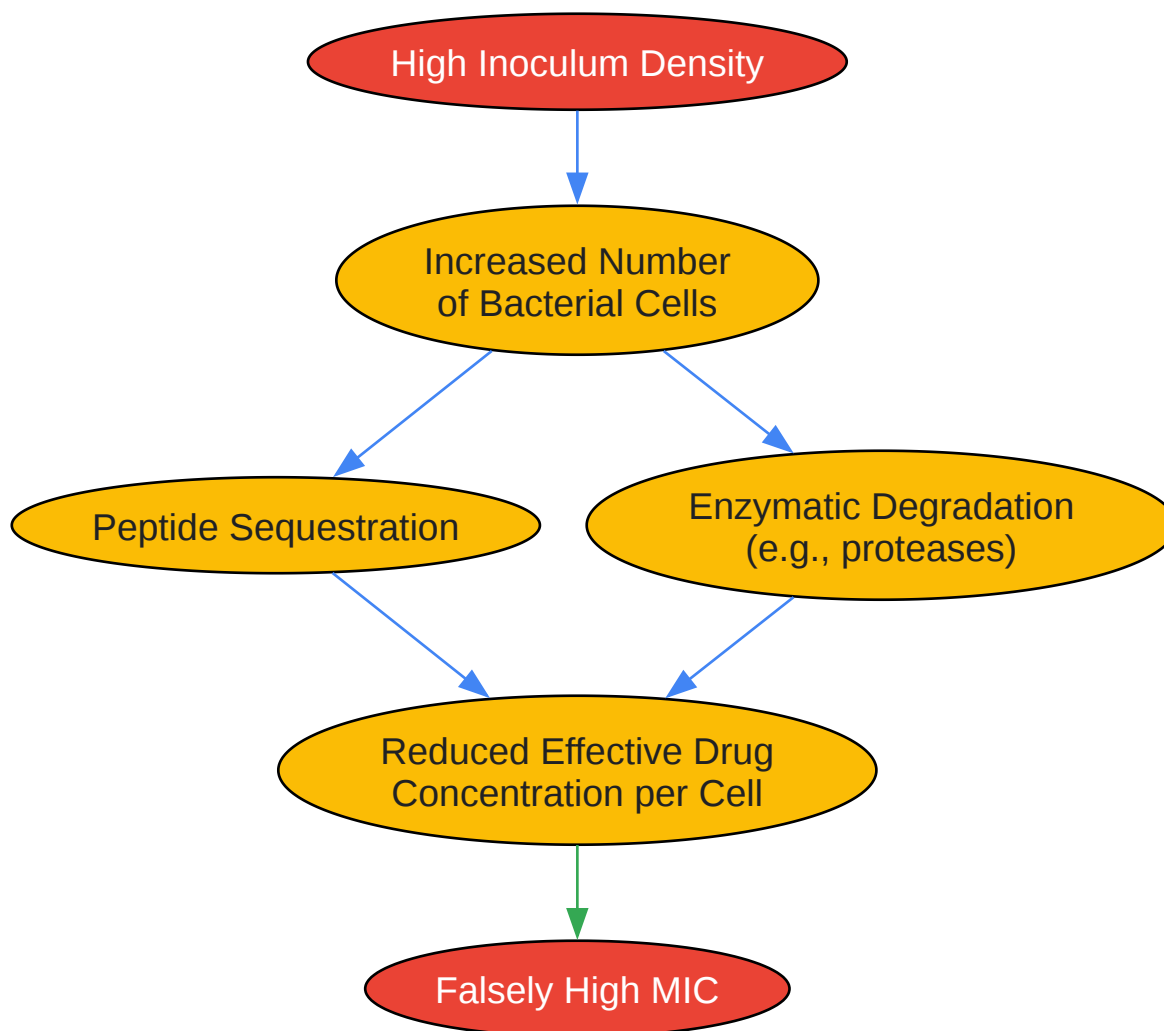 High Inoculum Density
Increased Number
of Bacterial Cells
Peptide Sequestration
Enzymatic Degradation
(e.g., proteases)
Reduced Effective Drug
Concentration per Cell
Falsely High MIC